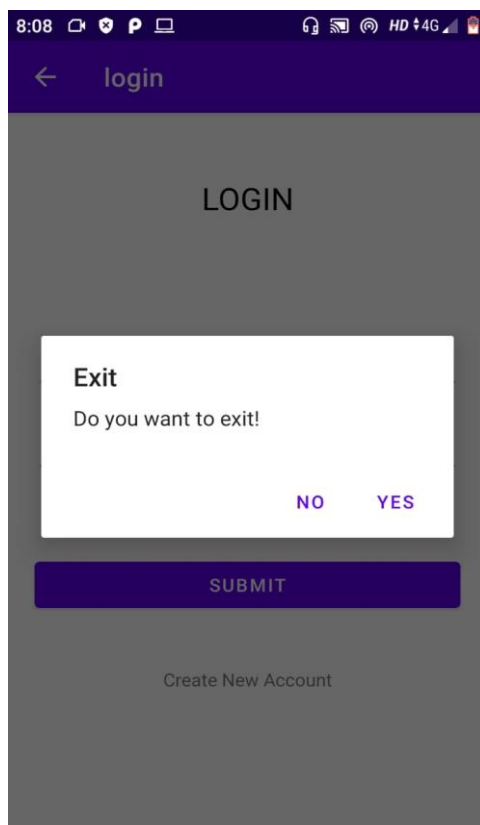 8:08 HD 4G
login
LOGIN
Exit
Do you want to exit!
NO YES
SUBMIT
Create New Account